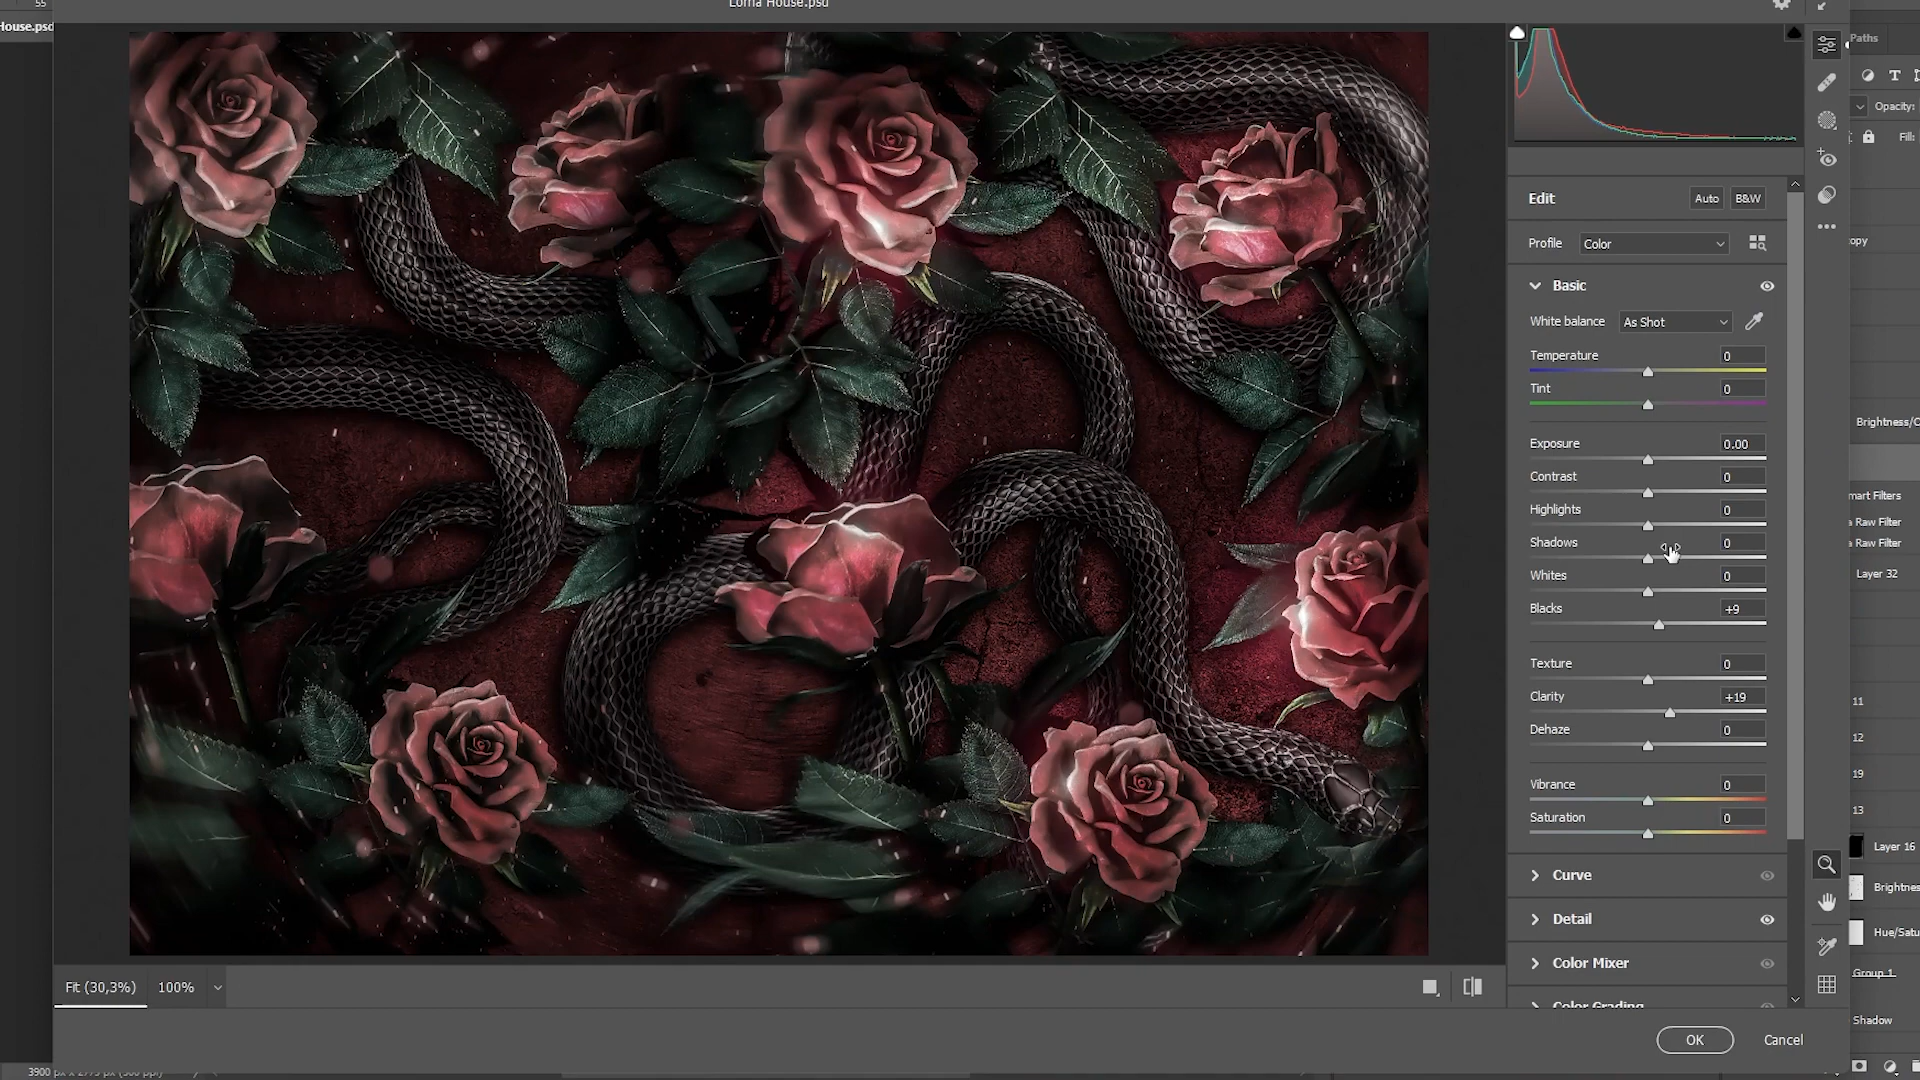 55
Lorna House.psd
House.psd
Paths
T
Opacity:
Fill:
Edit
Auto
B&W
Profile
Color
opy
Basic
White balance
As Shot
Temperature
0
Tint
0
Brightness/C
Exposure
0.00
Contrast
0
mart Filters
Highlights
0
a Raw Filter
Shadows
0
a Raw Filter
Whites
0
Layer 32
Blacks
+9
Texture
0
Clarity
+19
11
Dehaze
0
12
19
Vibrance
0
13
Saturation
0
Layer 16
Curve
Brightnes
Detail
Hue/Satu
Color Mixer
Group 1
Fit (30,3%)
100%
Color Grading
Shadow
OK
Cancel